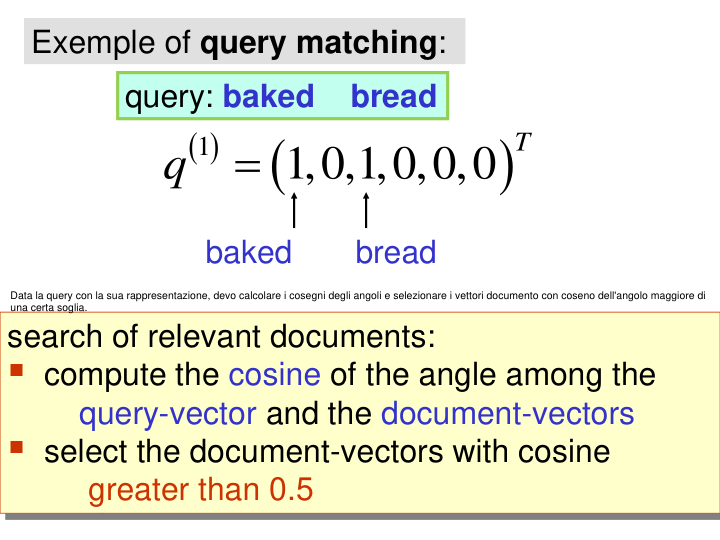 Exemple of query matching:
query: baked bread
q^(1) = (1, 0, 1, 0, 0, 0)^T
baked bread
Data la query con la sua rappresentazione, devo calcolare i cosegni degli angoli e selezionare i vettori documento con coseno dell'angolo maggiore di
una certa soglia.
search of relevant documents:
▪ compute the cosine of the angle among the
query-vector and the document-vectors
▪ select the document-vectors with cosine
greater than 0.5